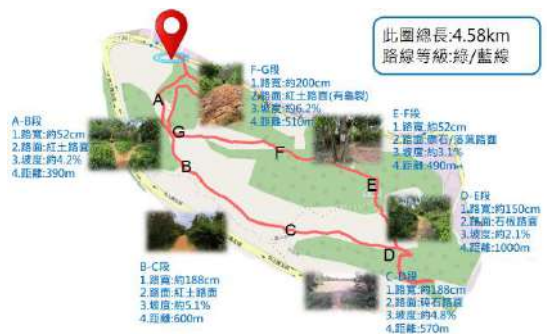 此圈總長:4.58km
路線等級:綠/藍線
F-G段
1.路寬:約200cm
2.路面:紅土路面(有龜裂)
3.坡度:約6.2%
4.距離:510m
A-B段
1.路寬:約52cm
2.路面:紅土路面
3.坡度:約4.2%
4.距離:390m
E-F段
1.路寬:約52cm
3.坡度:約3.1%
4.距離:490m
D-E段
1.路寬:約150cm
2.路面:石板路面
3.坡度:約2.1%
4.距離:1000m
B-C段
1.路寬:約188cm
2.路面:紅土路面
3.坡度:約5.1%
4.距離:600m
C-D段
1.路寬:約188cm
2.路面:碎石路面
3.坡度:約4.8%
4.距離:570m
A
G
B
F
E
C
D